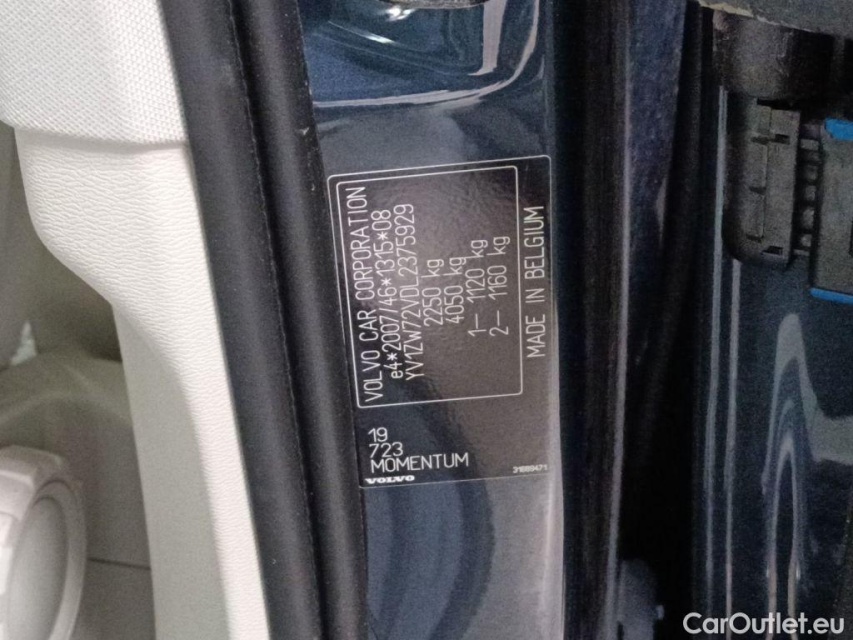 VOLVO CAR CORPORATION
e4*2007/46*1315*08
YV1ZW72VDL2375929
2250 kg
4050 kg
1– 1120 kg
2– 1160 kg
MADE IN BELGIUM
19
723
MOMENTUM
VOLVO
31699471
CarOutlet.eu